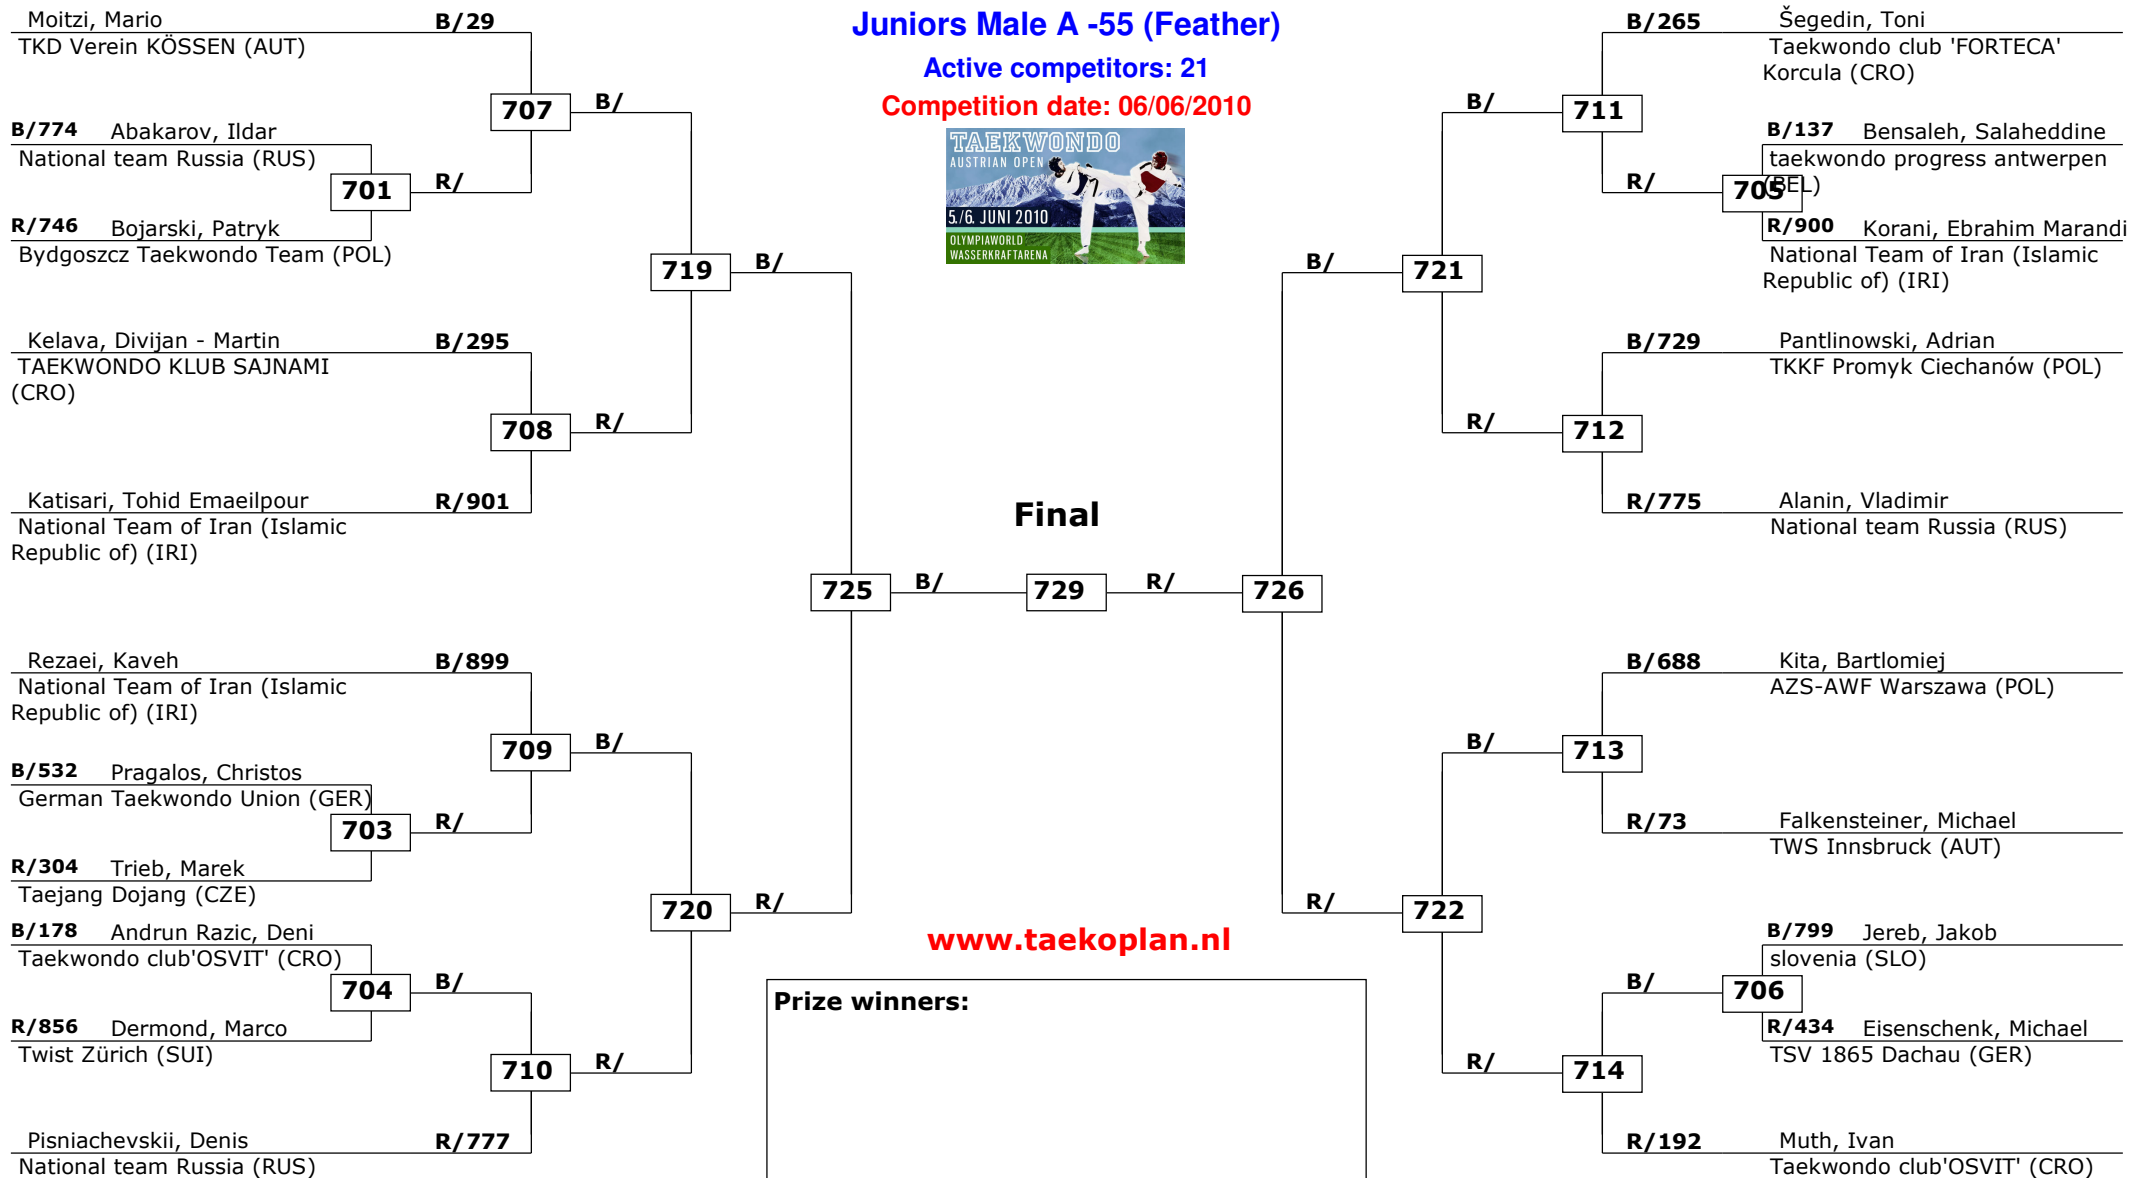 Juniors Male A -55 (Feather)
Active competitors: 21
Competition date: 06/06/2010
TAEKWONDO
AUSTRIAN OPEN
5./6. JUNI 2010
OLYMPIAWORLD
WASSERKRAFTARENA
Moitzi, Mario B/29
TKD Verein KÖSSEN (AUT)
707 B/
B/774 Abakarov, Ildar
National team Russia (RUS)
701 R/
R/746 Bojarski, Patryk
Bydgoszcz Taekwondo Team (POL)
719 B/
Kelava, Divijan - Martin B/295
TAEKWONDO KLUB SAJNAMI
(CRO)
708 R/
Katisari, Tohid Emaeilpour R/901
National Team of Iran (Islamic
Republic of) (IRI)
725 B/
Rezaei, Kaveh B/899
National Team of Iran (Islamic
Republic of) (IRI)
709 B/
B/532 Pragalos, Christos
German Taekwondo Union (GER)
703 R/
R/304 Trieb, Marek
Taejang Dojang (CZE)
720 R/
B/178 Andrun Razic, Deni
Taekwondo club'OSVIT' (CRO)
704 B/
R/856 Dermond, Marco
Twist Zürich (SUI)
710 R/
Pisniachevskii, Denis R/777
National team Russia (RUS)
Final
729
www.taekoplan.nl
Prize winners:
B/265 Šegedin, Toni
Taekwondo club 'FORTECA'
Korcula (CRO)
B/ 711
B/137 Bensaleh, Salaheddine
taekwondo progress antwerpen
(BEL)
R/ 705
R/900 Korani, Ebrahim Marandi
National Team of Iran (Islamic
Republic of) (IRI)
B/ 721
B/729 Pantlinowski, Adrian
TKKF Promyk Ciechanów (POL)
R/ 712
R/775 Alanin, Vladimir
National team Russia (RUS)
R/ 726
B/688 Kita, Bartlomiej
AZS-AWF Warszawa (POL)
B/ 713
R/73 Falkensteiner, Michael
TWS Innsbruck (AUT)
R/ 722
B/799 Jereb, Jakob
slovenia (SLO)
B/ 706
R/434 Eisenschenk, Michael
TSV 1865 Dachau (GER)
R/ 714
R/192 Muth, Ivan
Taekwondo club'OSVIT' (CRO)